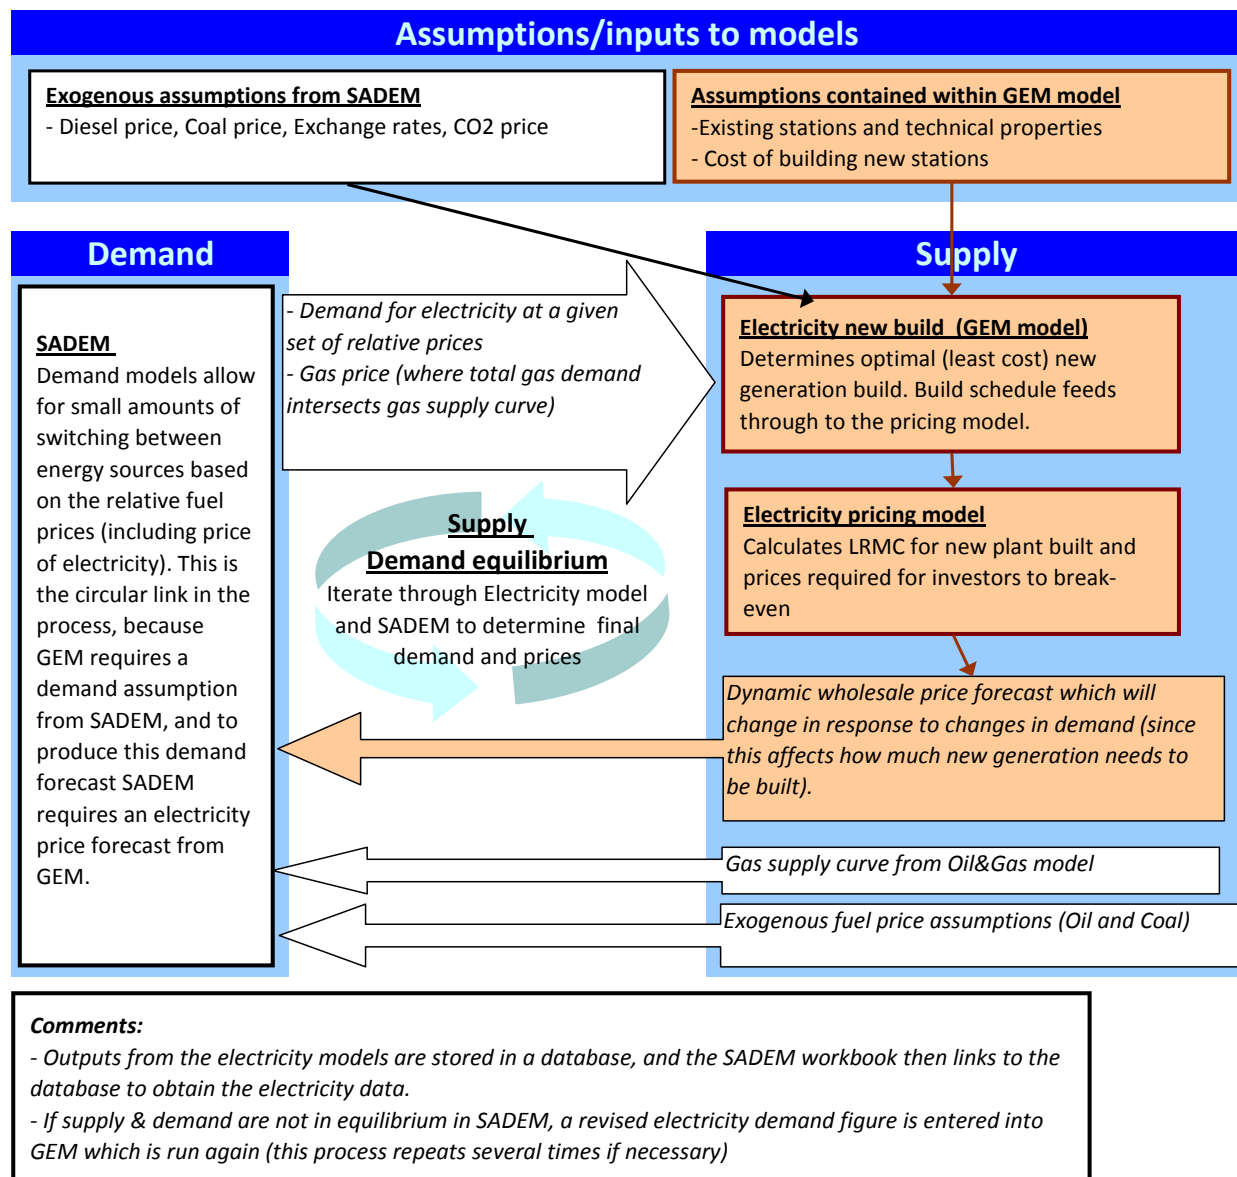 Assumptions/inputs to models
Exogenous assumptions from SADEM
- Diesel price, Coal price, Exchange rates, CO2 price
Assumptions contained within GEM model
-Existing stations and technical properties
- Cost of building new stations
Demand
SADEM
Demand models allow
for small amounts of
switching between
energy sources based
on the relative fuel
prices (including price
of electricity). This is
the circular link in the
process, because
GEM requires a
demand assumption
from SADEM, and to
produce this demand
forecast SADEM
requires an electricity
price forecast from
GEM.
- Demand for electricity at a given
set of relative prices
- Gas price (where total gas demand
intersects gas supply curve)
Supply
Demand equilibrium
Iterate through Electricity model
and SADEM to determine final
demand and prices
Supply
Electricity new build (GEM model)
Determines optimal (least cost) new
generation build. Build schedule feeds
through to the pricing model.
Electricity pricing model
Calculates LRMC for new plant built and
prices required for investors to break-
even
Dynamic wholesale price forecast which will
change in response to changes in demand (since
this affects how much new generation needs to
be built).
Gas supply curve from Oil&Gas model
Exogenous fuel price assumptions (Oil and Coal)
Comments:
- Outputs from the electricity models are stored in a database, and the SADEM workbook then links to the
database to obtain the electricity data.
- If supply & demand are not in equilibrium in SADEM, a revised electricity demand figure is entered into
GEM which is run again (this process repeats several times if necessary)